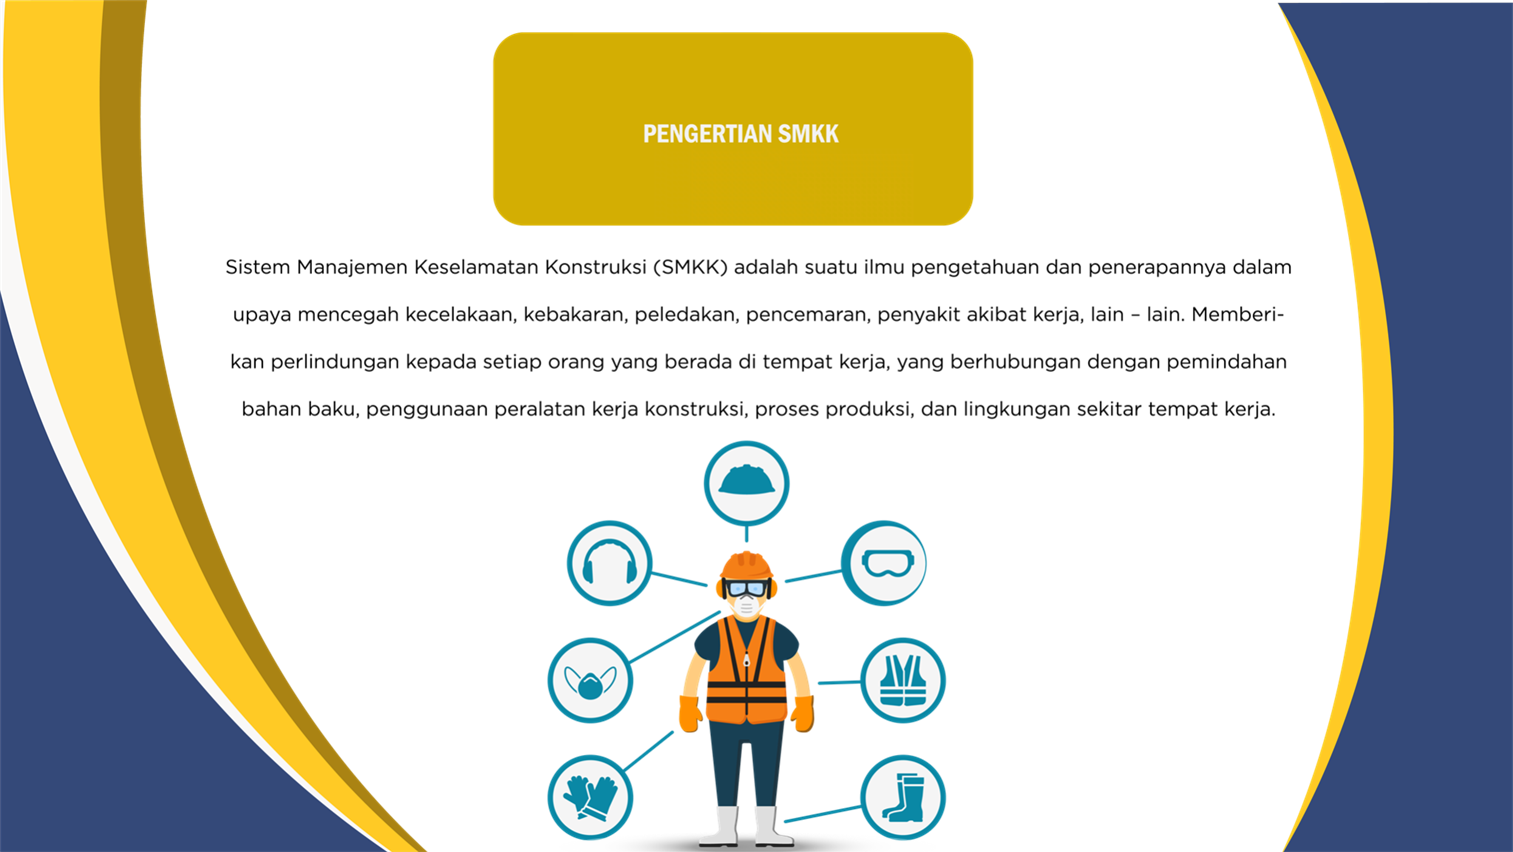 PENGERTIAN SMKK
Sistem Manajemen Keselamatan Konstruksi (SMKK) adalah suatu ilmu pengetahuan dan penerapannya dalam
upaya mencegah kecelakaan, kebakaran, peledakan, pencemaran, penyakit akibat kerja, lain – lain. Memberi-
kan perlindungan kepada setiap orang yang berada di tempat kerja, yang berhubungan dengan pemindahan
bahan baku, penggunaan peralatan kerja konstruksi, proses produksi, dan lingkungan sekitar tempat kerja.